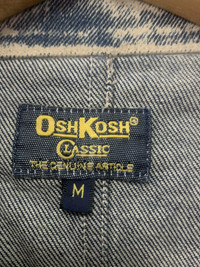 OSHKOSH®
CLASSIC
THE GENUINE ARTICLE
M